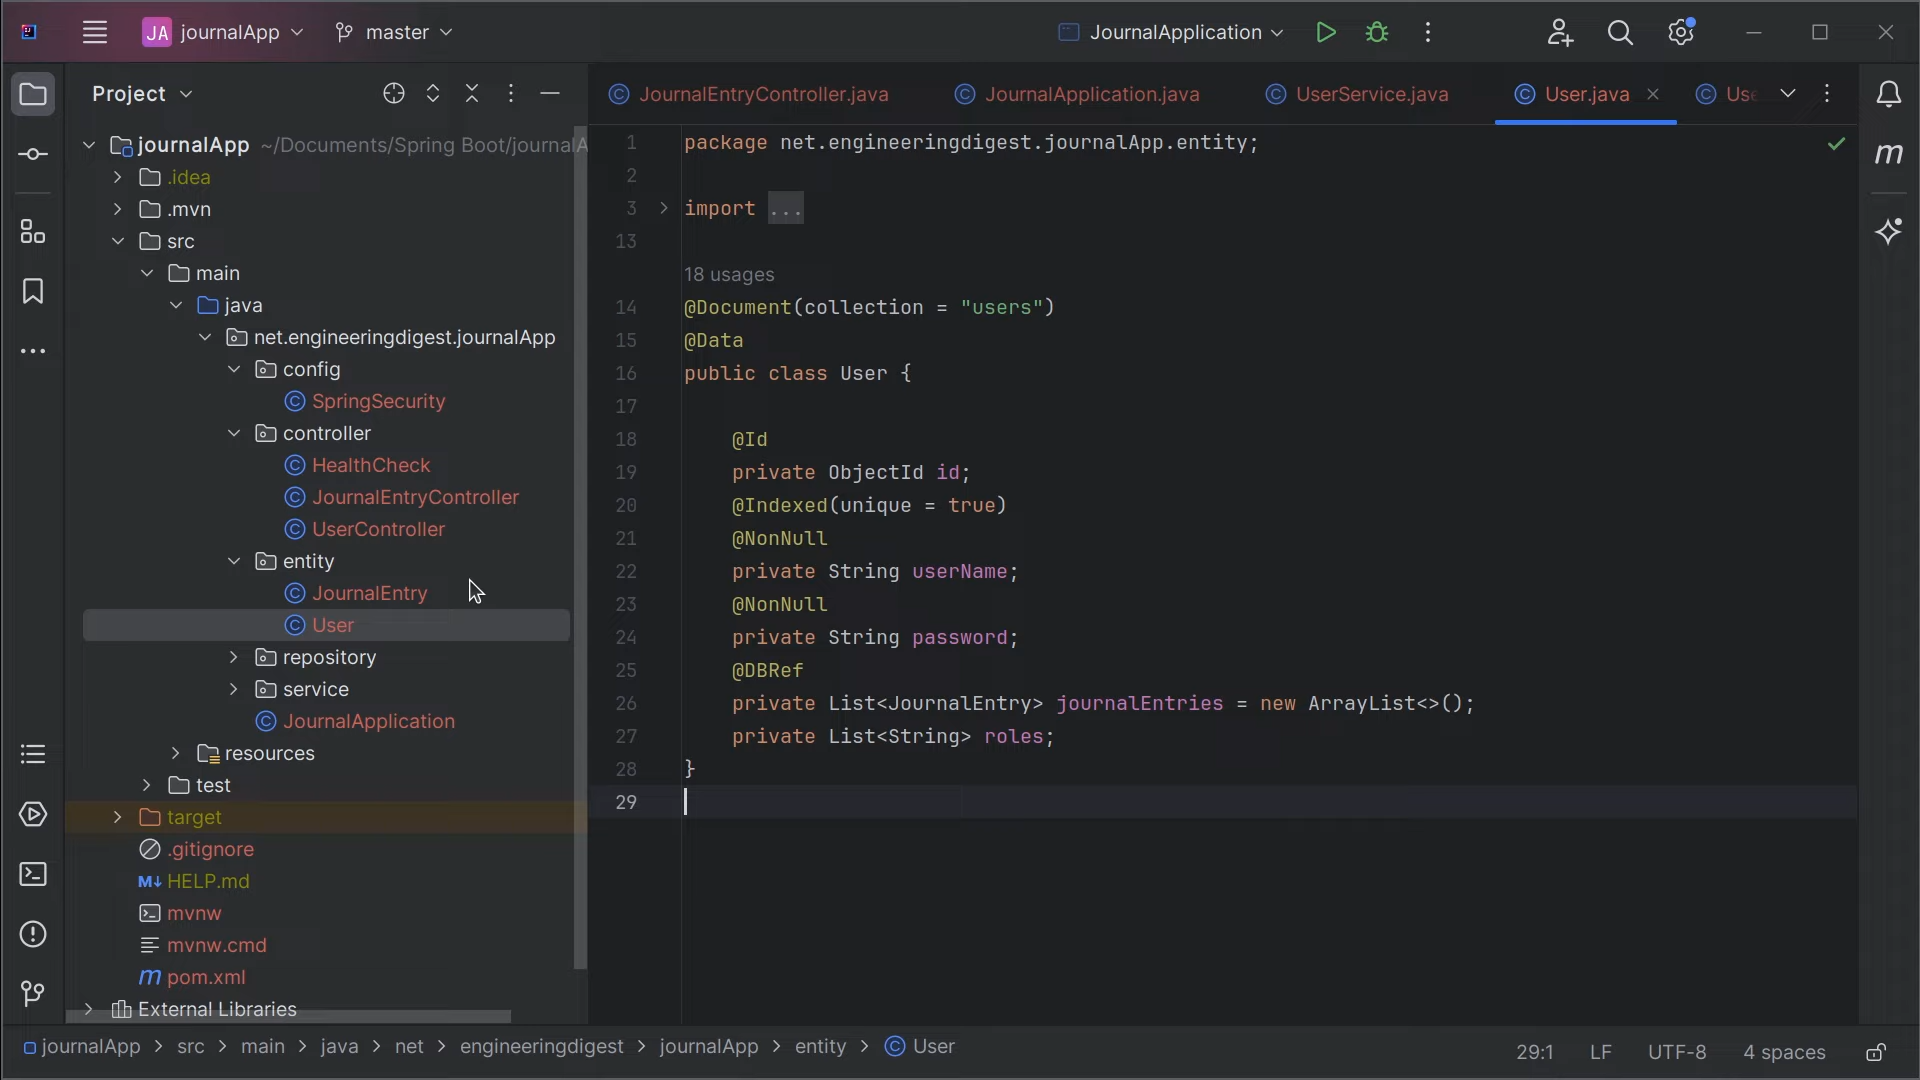 JA journalApp
master
JournalApplication
Project
JournalEntryController.java
JournalApplication.java
UserService.java
User.java
Use
journalApp ~/Documents/Spring Boot/journalA
.idea
.mvn
src
main
java
net.engineeringdigest.journalApp
config
SpringSecurity
controller
HealthCheck
JournalEntryController
UserController
entity
JournalEntry
User
repository
service
JournalApplication
resources
test
target
.gitignore
M↓ HELP.md
mvnw
mvnw.cmd
m pom.xml
External Libraries
1 package net.engineeringdigest.journalApp.entity;
2
3 import ...
13
18 usages
14 @Document(collection = "users")
15 @Data
16 public class User {
17
18 @Id
19 private ObjectId id;
20 @Indexed(unique = true)
21 @NonNull
22 private String userName;
23 @NonNull
24 private String password;
25 @DBRef
26 private List<JournalEntry> journalEntries = new ArrayList<>();
27 private List<String> roles;
28 }
29
m
journalApp > src > main > java > net > engineeringdigest > journalApp > entity > User
29:1 LF UTF-8 4 spaces